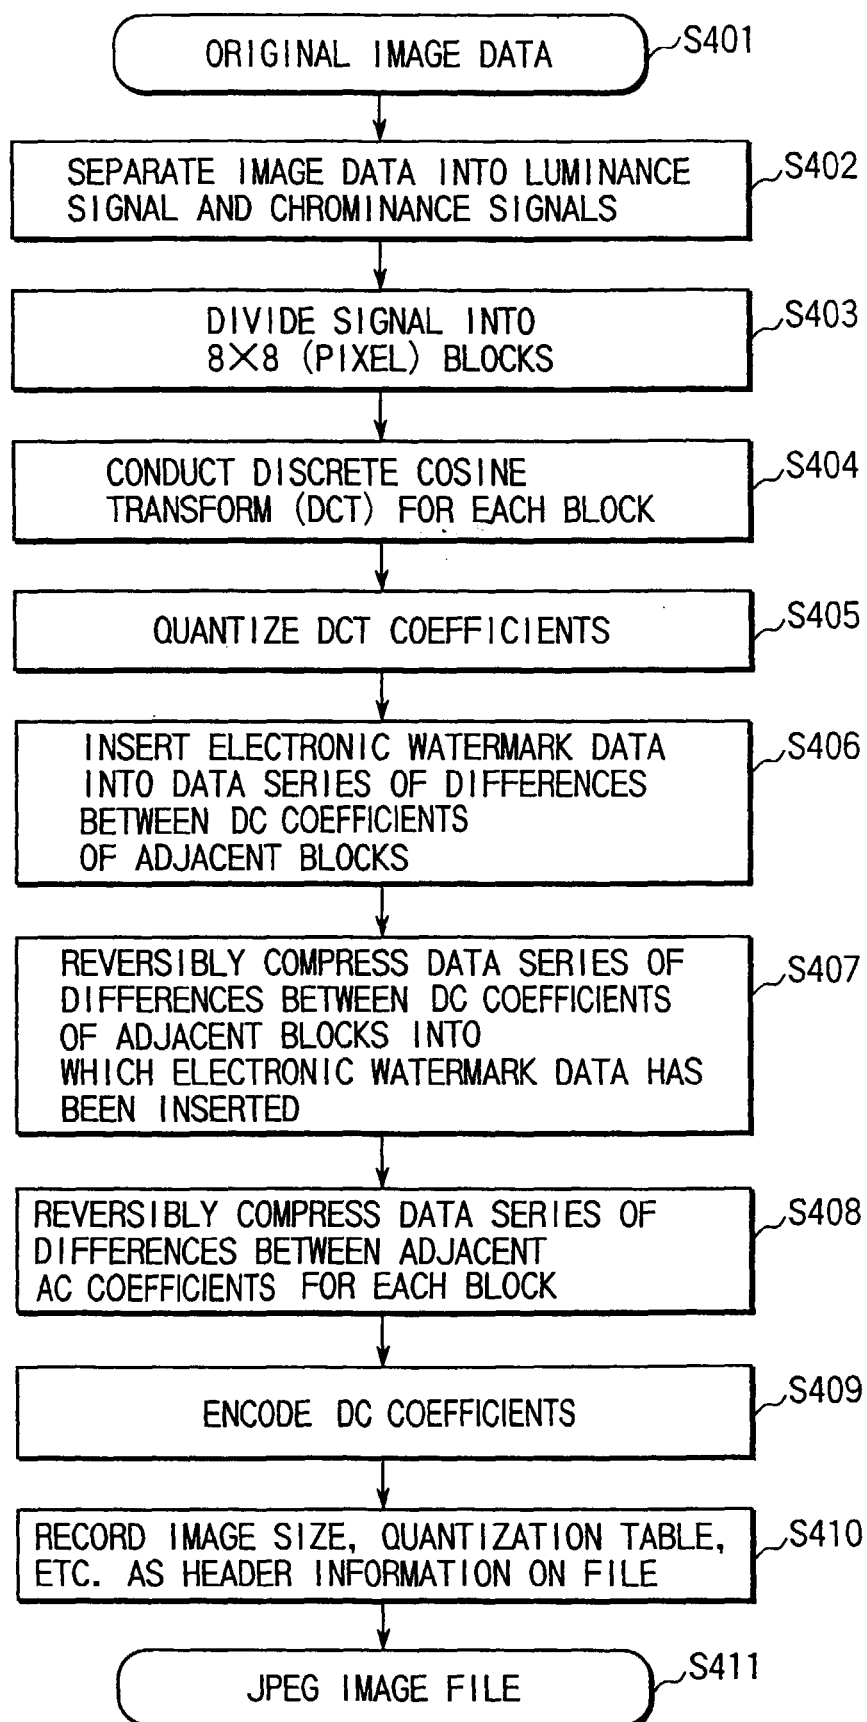 ORIGINAL IMAGE DATA
S401
SEPARATE IMAGE DATA INTO LUMINANCE
SIGNAL AND CHROMINANCE SIGNALS
S402
DIVIDE SIGNAL INTO
8×8 (PIXEL) BLOCKS
S403
CONDUCT DISCRETE COSINE
TRANSFORM (DCT) FOR EACH BLOCK
S404
QUANTIZE DCT COEFFICIENTS
S405
INSERT ELECTRONIC WATERMARK DATA
INTO DATA SERIES OF DIFFERENCES
BETWEEN DC COEFFICIENTS
OF ADJACENT BLOCKS
S406
REVERSIBLY COMPRESS DATA SERIES OF
DIFFERENCES BETWEEN DC COEFFICIENTS
OF ADJACENT BLOCKS INTO
WHICH ELECTRONIC WATERMARK DATA HAS
BEEN INSERTED
S407
REVERSIBLY COMPRESS DATA SERIES OF
DIFFERENCES BETWEEN ADJACENT
AC COEFFICIENTS FOR EACH BLOCK
S408
ENCODE DC COEFFICIENTS
S409
RECORD IMAGE SIZE, QUANTIZATION TABLE,
ETC. AS HEADER INFORMATION ON FILE
S410
JPEG IMAGE FILE
S411